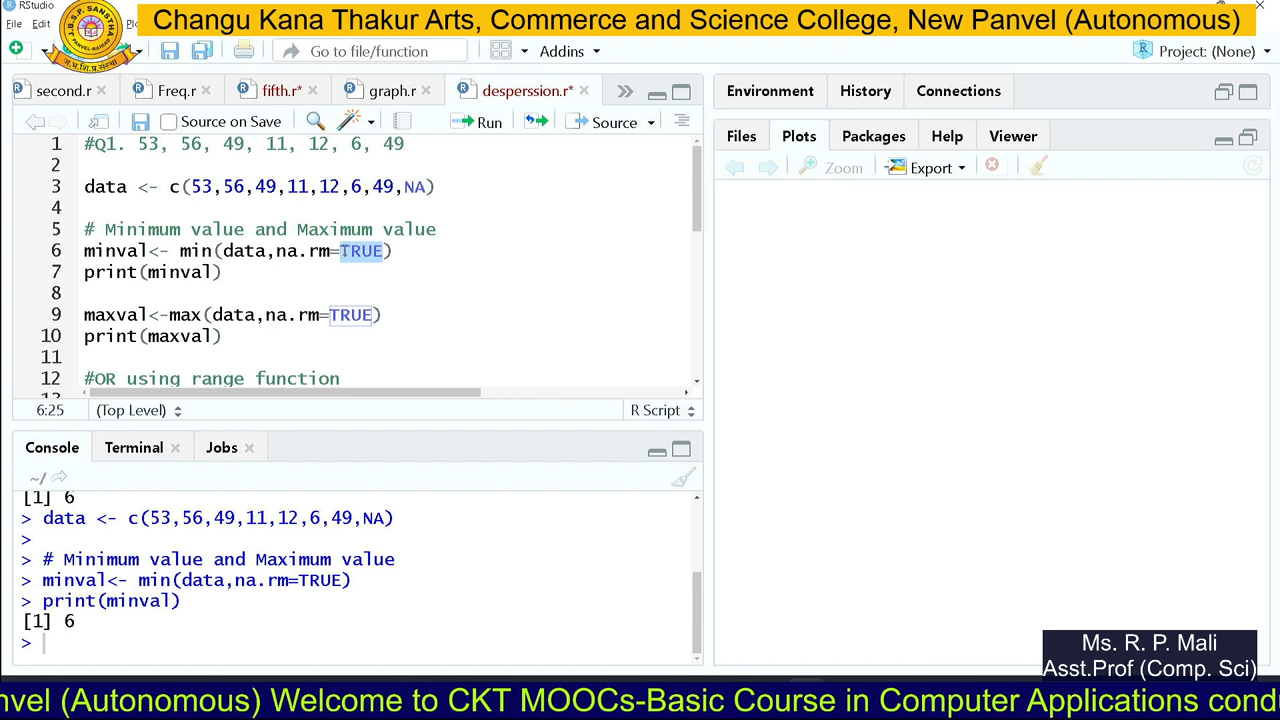 RStudio
Changu Kana Thakur Arts, Commerce and Science College, New Panvel (Autonomous)
File Edit
Go to file/function Addins Project: (None)
second.r Freq.r fifth.r* graph.r desperssion.r*
Source on Save Run Source
1 #Q1. 53, 56, 49, 11, 12, 6, 49
2
3 data <- c(53,56,49,11,12,6,49,NA)
4
5 # Minimum value and Maximum value
6 minval<- min(data,na.rm=TRUE)
7 print(minval)
8
9 maxval<-max(data,na.rm=TRUE)
10 print(maxval)
11
12 #OR using range function
6:25 (Top Level) R Script
Console Terminal Jobs
~/
[1] 6
> data <- c(53,56,49,11,12,6,49,NA)
>
> # Minimum value and Maximum value
> minval<- min(data,na.rm=TRUE)
> print(minval)
[1] 6
>
Environment History Connections
Files Plots Packages Help Viewer
Zoom Export
Ms. R. P. Mali
Asst.Prof (Comp. Sci)
nvel (Autonomous) Welcome to CKT MOOCs-Basic Course in Computer Applications cond